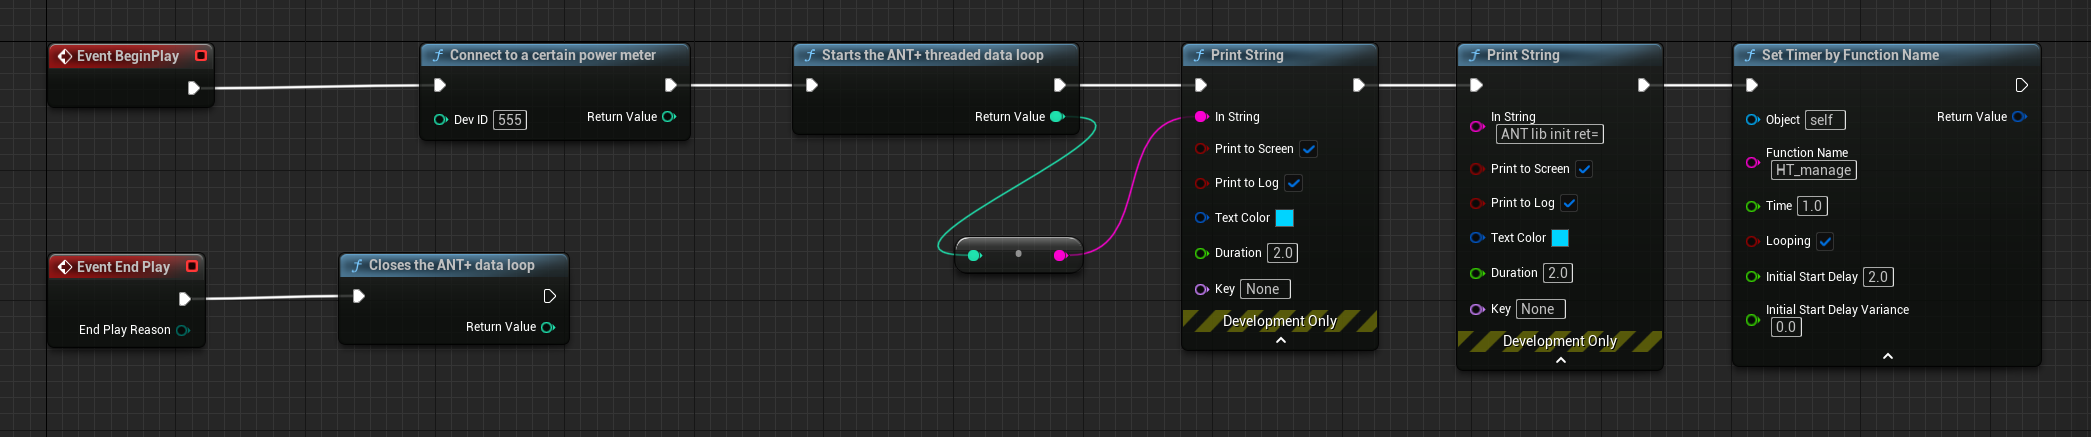 Event BeginPlay
Connect to a certain power meter
Dev ID 555
Return Value
Starts the ANT+ threaded data loop
Return Value
Print String
In String
Print to Screen
Print to Log
Text Color
Duration 2.0
Key None
Development Only
Print String
In String
ANT lib init ret=
Print to Screen
Print to Log
Text Color
Duration 2.0
Key None
Development Only
Set Timer by Function Name
Object self
Return Value
Function Name
HT_manage
Time 1.0
Looping
Initial Start Delay 2.0
Initial Start Delay Variance
0.0
Event End Play
End Play Reason
Closes the ANT+ data loop
Return Value